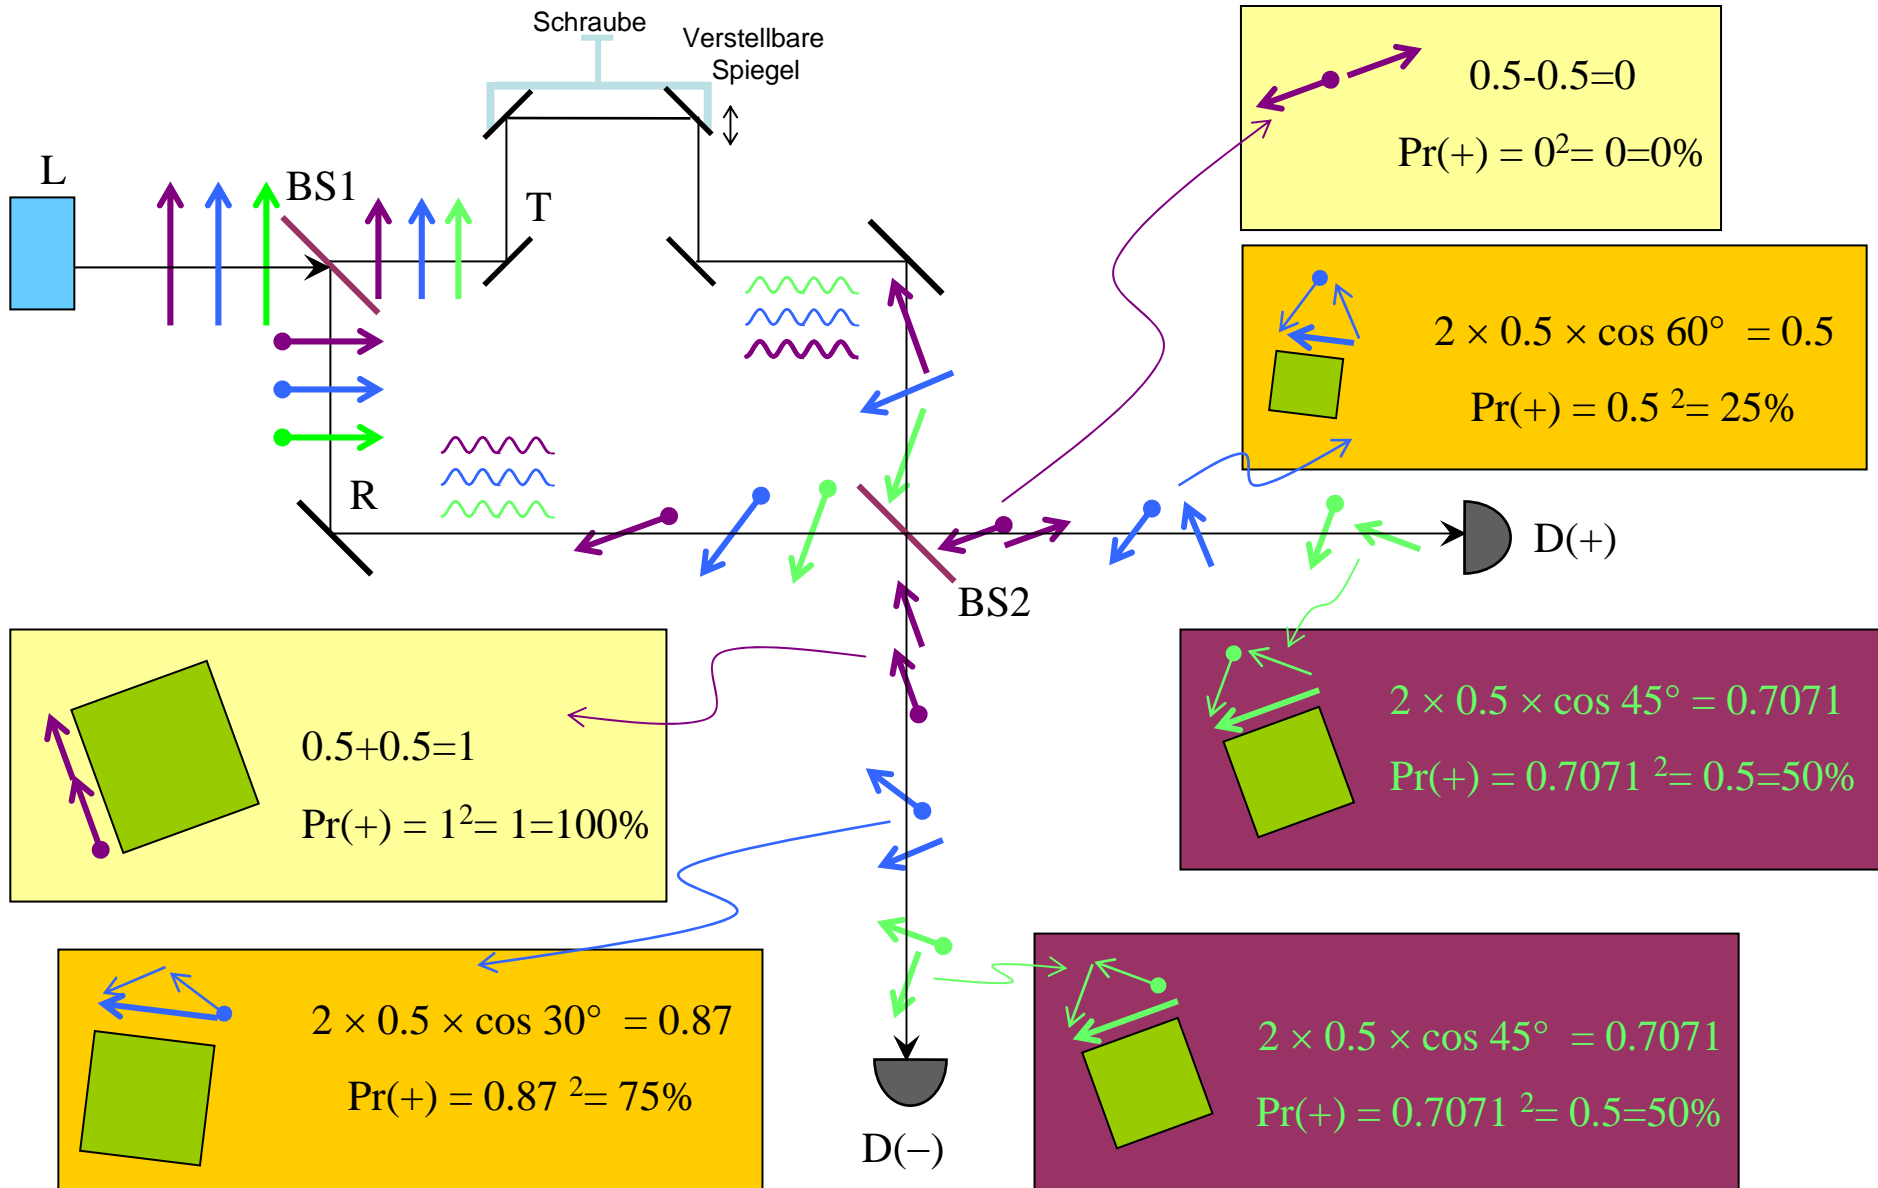 Schraube
Verstellbare
Spiegel
0.5-0.5=0
Pr(+) = 0²= 0=0%
L
BS1
T
2 × 0.5 × cos 60° = 0.5
Pr(+) = 0.5 ²= 25%
R
D(+)
BS2
0.5+0.5=1
Pr(+) = 1²= 1=100%
2 × 0.5 × cos 45° = 0.7071
Pr(+) = 0.7071 ²= 0.5=50%
2 × 0.5 × cos 30° = 0.87
Pr(+) = 0.87 ²= 75%
2 × 0.5 × cos 45° = 0.7071
Pr(+) = 0.7071 ²= 0.5=50%
D(–)